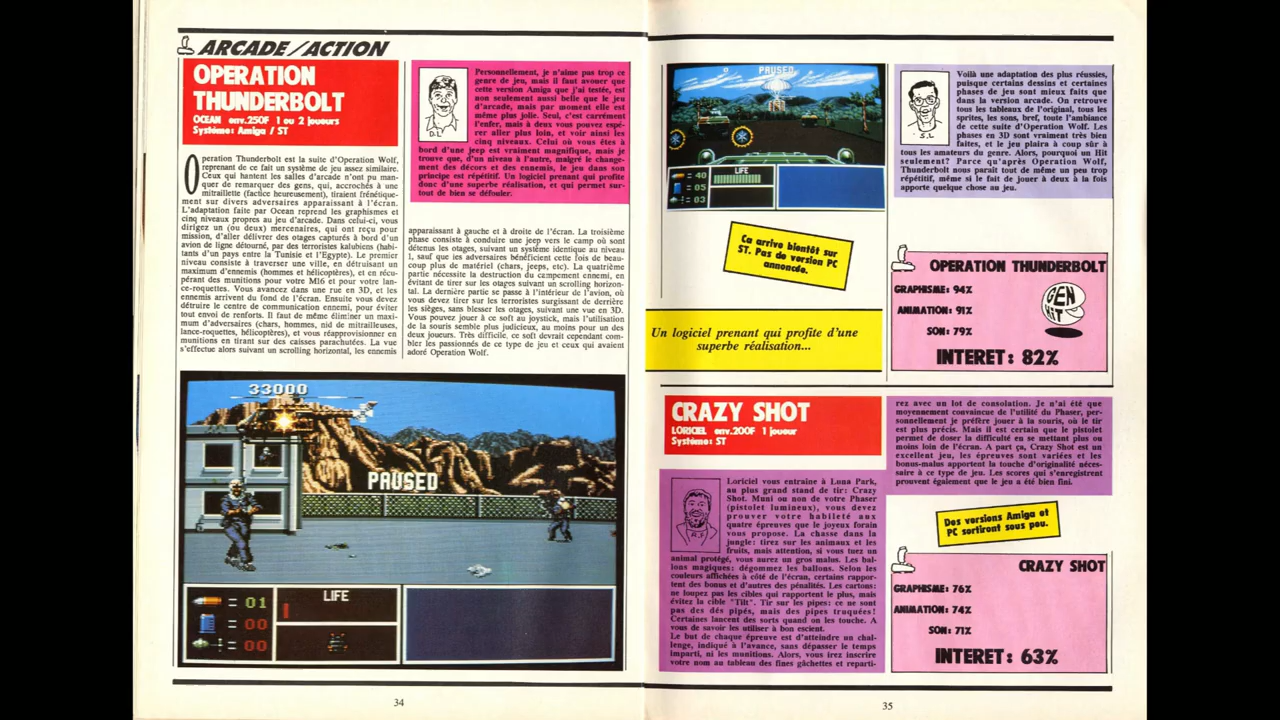 ARCADE/ACTION
OPERATION
THUNDERBOLT
OCEAN env.250F 1 ou 2 joueurs
Système: Amiga / ST
Operation Thunderbolt est la suite d'Operation Wolf,
reprenant de ce fait un système de jeu assez similaire.
Ceux qui hantent les salles d'arcade n'ont pu man-
quer de remarquer des gens, qui, accrochés à une
mitraillette (factice heureusement), tiraient frénétique-
ment sur divers adversaires apparaissant à l'écran.
L'adaptation faite par Ocean reprend les graphismes et
cinq niveaux propres au jeu d'arcade. Dans celui-ci, vous
dirigez un (ou deux) mercenaires, qui ont reçu pour
mission, d'aller délivrer des otages capturés à bord d'un
avion de ligne détourné, par des terroristes kalubiens (habi-
tants d'un pays entre la Tunisie et l'Egypte). Le premier
niveau consiste à traverser une ville, en détruisant un
maximum d'ennemis (hommes et hélicoptères), et en récu-
pérant des munitions pour votre M16 et pour votre lan-
ce-roquettes. Vous avancez dans une rue en 3D, et les
ennemis arrivent du fond de l'écran. Ensuite vous devez
détruire le centre de communication ennemi, pour éviter
tout envoi de renforts. Il faut de même éliminer un maxi-
mum d'adversaires (chars, hommes, nid de mitrailleuses,
lance-roquettes, hélicoptères), et vous réapprovisionner en
munitions en tirant sur des caisses parachutées. La vue
s'effectue alors suivant un scrolling horizontal, les ennemis
D.L
Personnellement, je n'aime pas trop ce
genre de jeu, mais il faut avouer que
cette version Amiga que j'ai testée, est
non seulement aussi belle que le jeu
d'arcade, mais par moment elle est
même plus jolie. Seul, c'est carrément
l'enfer, mais à deux vous pouvez espé-
rer aller plus loin, et voir ainsi les
cinq niveaux. Celui où vous êtes à
bord d'une jeep est vraiment magnifique, mais je
trouve que, d'un niveau à l'autre, malgré le change-
ment des décors et des ennemis, le jeu dans son
principe est répétitif. Un logiciel prenant qui profite
donc d'une superbe réalisation, et qui permet sur-
tout de bien se défouler.
apparaissant à gauche et à droite de l'écran. La troisième
phase consiste à conduire une jeep vers le camp où sont
détenus les otages, suivant un système identique au niveau
1, sauf que les adversaires bénéficient cette fois de beau-
coup plus de matériel (chars, jeeps, etc). La quatrième
partie nécessite la destruction du campement ennemi, en
évitant de tirer sur les otages suivant un scrolling horizon-
tal. La dernière partie se passe à l'intérieur de l'avion, où
vous devez tirer sur les terroristes surgissant de derrière
les sièges, sans blesser les otages, suivant une vue en 3D.
Vous pouvez jouer à ce soft au joystick, mais l'utilisation
de la souris semble plus judicieux, au moins pour un des
deux joueurs. Très difficile, ce soft devrait cependant com-
bler les passionnés de ce type de jeu et ceux qui avaient
adoré Operation Wolf.
33000
PAUSED
= 01
= 00
= 00
LIFE
34
PAUSED
= 40
= 05
= 03
LIFE
S.L
Voilà une adaptation des plus réussies,
puisque certains dessins et certaines
phases de jeu sont mieux faits que
dans la version arcade. On retrouve
tous les tableaux de l'original, tous les
sprites, les sons, bref, toute l'ambiance
de cette suite d'Operation Wolf. Les
phases en 3D sont vraiment très bien
faites, et le jeu plaira à coup sûr à
tous les amateurs du genre. Alors, pourquoi un Hit
seulement? Parce qu'après Operation Wolf,
Thunderbolt nous paraît tout de même un peu trop
répétitif, même si le fait de jouer à deux à la fois
apporte quelque chose au jeu.
Ca arrive bientôt sur
ST. Pas de version PC
annoncée.
Un logiciel prenant qui profite d'une
superbe réalisation...
OPERATION THUNDERBOLT
GRAPHISME: 94%
ANIMATION: 91%
SON: 79%
GEN HIT
INTERET: 82%
CRAZY SHOT
LORICIEL env.200F 1 joueur
Système: ST
Loriciel vous entraine à Luna Park,
au plus grand stand de tir: Crazy
Shot. Muni ou non de votre Phaser
(pistolet lumineux), vous devez
prouver votre habileté aux
quatre épreuves que le joyeux forain
vous propose. La chasse dans la
jungle: tirez sur les animaux et les
fruits, mais attention, si vous tuez un
animal protégé, vous aurez un gros malus. Les bal-
lons magiques: dégommez les ballons. Selon les
couleurs affichées à côté de l'écran, certains rappor-
tent des bonus et d'autres des pénalités. Les cartons:
ne loupez pas les cibles qui rapportent le plus, mais
évitez la cible "Tilt". Tir sur les pipes: ce ne sont
pas des dés pipés, mais des pipes truquées!
Certaines lancent des sorts quand on les touche. A
vous de savoir les utiliser à bon escient.
Le but de chaque épreuve est d'atteindre un chal-
lenge, indiqué à l'avance, sans dépasser le temps
imparti, ni les munitions. Alors, vous irez inscrire
votre nom au tableau des fines gâchettes et reparti-
rez avec un lot de consolation. Je n'ai été que
moyennement convaincue de l'utilité du Phaser, per-
sonnellement je préfère jouer à la souris, où le tir
est plus précis. Mais il est certain que le pistolet
permet de doser la difficulté en se mettant plus ou
moins loin de l'écran. A part ça, Crazy Shot est un
excellent jeu, les épreuves sont variées et les
bonus-malus apportent la touche d'originalité néces-
saire à ce type de jeu. Les scores qui s'enregistrent
prouvent également que le jeu a été bien fini.
Des versions Amiga et
PC sortiront sous peu.
CRAZY SHOT
GRAPHISME: 76%
ANIMATION: 74%
SON: 71%
INTERET: 63%
35